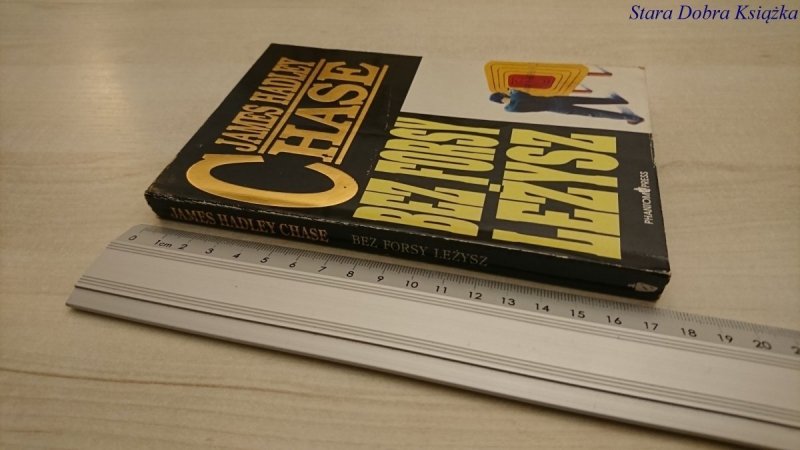 Stara Dobra Książka
JAMES HADLEY
CHASE
BEZ FORSY
LEŻYSZ
PHANTOM PRESS
JAMES HADLEY CHASE BEZ FORSY LEŻYSZ
0 1cm 2 3 4 5 6 7 8 9 10 11 12 13 14 15 16 17 18 19 20